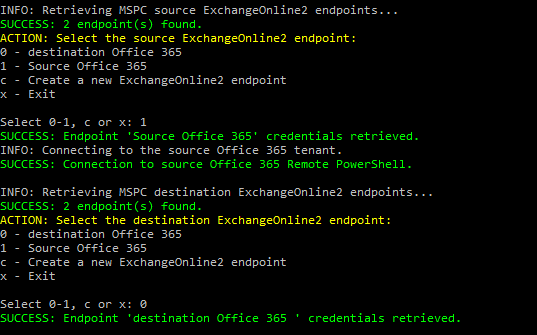 INFO: Retrieving MSPC source ExchangeOnline2 endpoints...
SUCCESS: 2 endpoint(s) found.
ACTION: Select the source ExchangeOnline2 endpoint:
0 - destination Office 365
1 - Source Office 365
c - Create a new ExchangeOnline2 endpoint
x - Exit
Select 0-1, c or x: 1
SUCCESS: Endpoint 'Source Office 365' credentials retrieved.
INFO: Connecting to the source Office 365 tenant.
SUCCESS: Connection to source Office 365 Remote PowerShell.
INFO: Retrieving MSPC destination ExchangeOnline2 endpoints...
SUCCESS: 2 endpoint(s) found.
ACTION: Select the destination ExchangeOnline2 endpoint:
0 - destination Office 365
1 - Source Office 365
c - Create a new ExchangeOnline2 endpoint
x - Exit
Select 0-1, c or x: 0
SUCCESS: Endpoint 'destination Office 365 ' credentials retrieved.